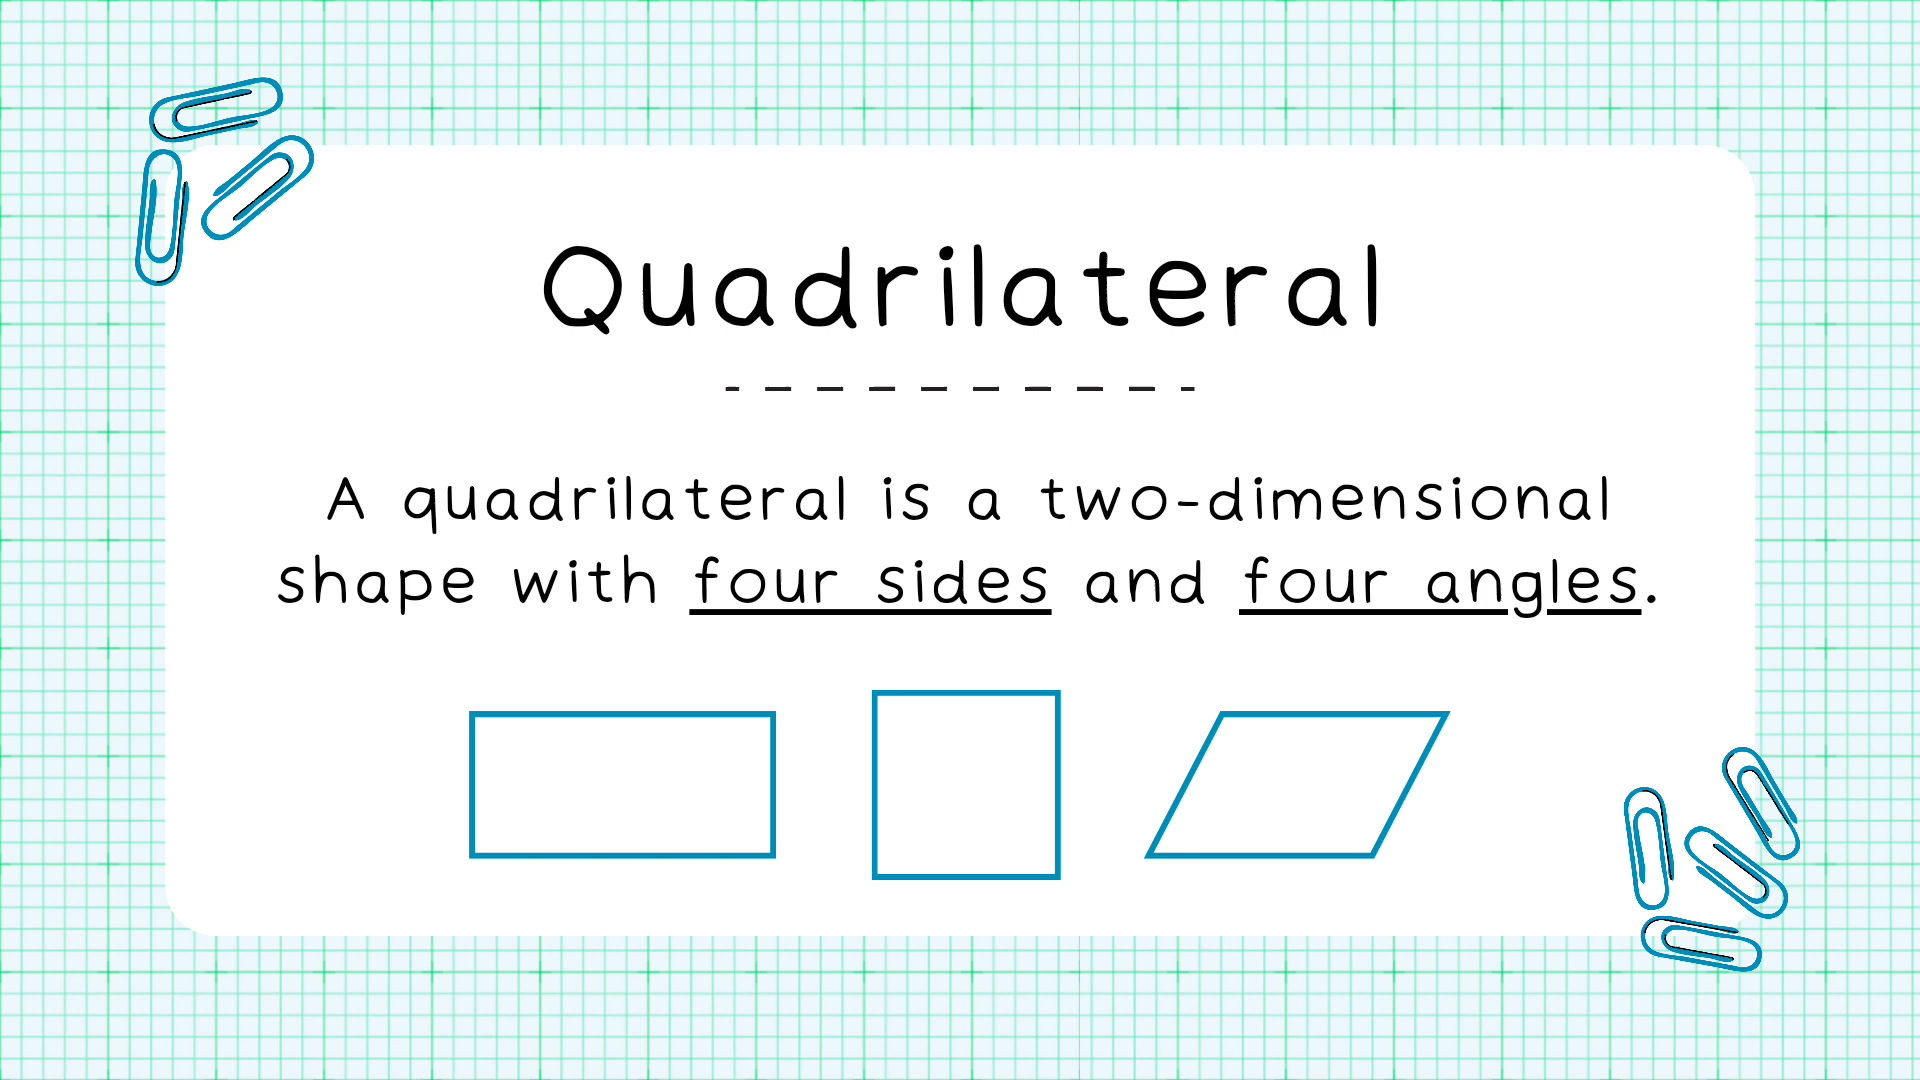 Quadrilateral
A quadrilateral is a two-dimensional
shape with four sides and four angles.